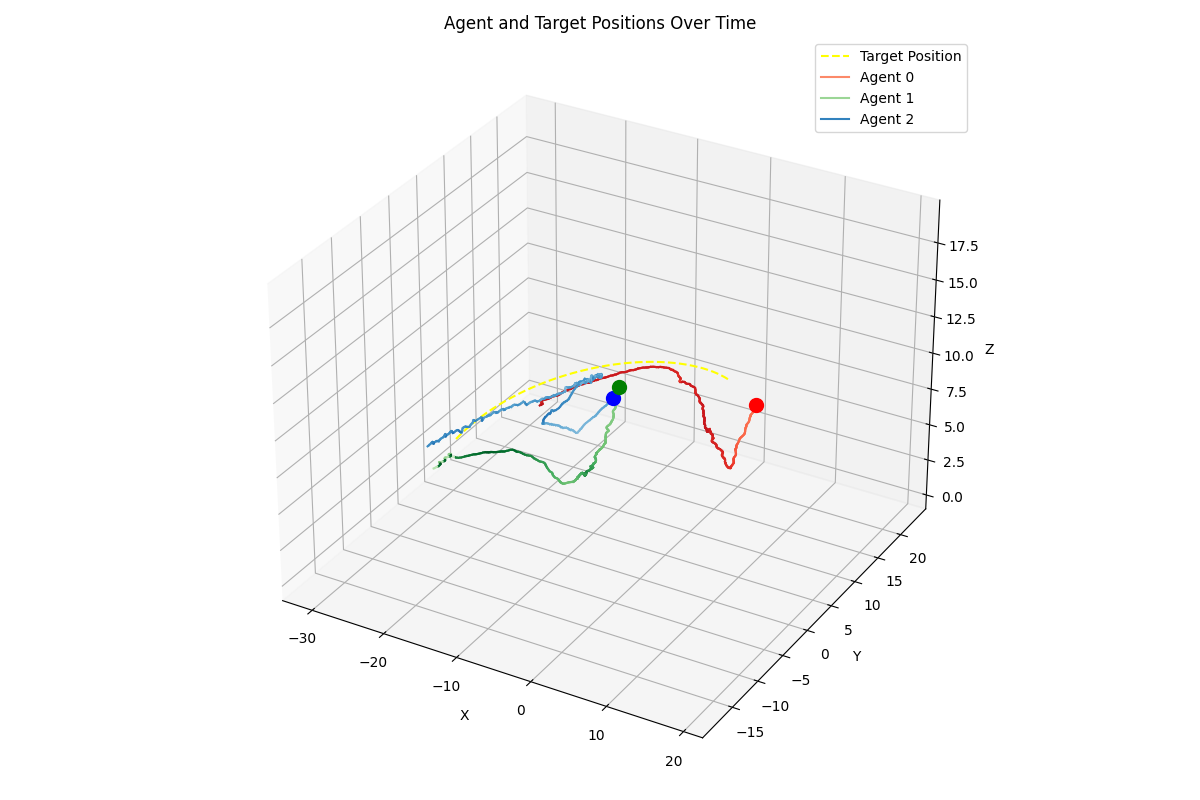 Agent and Target Positions Over Time
Target Position
Agent 0
Agent 1
Agent 2
17.5
15.0
12.5
10.0
Z
7.5
5.0
2.5
0.0
20
15
10
5
0
Y
−5
−10
−15
−30
−20
−10
X
0
10
20